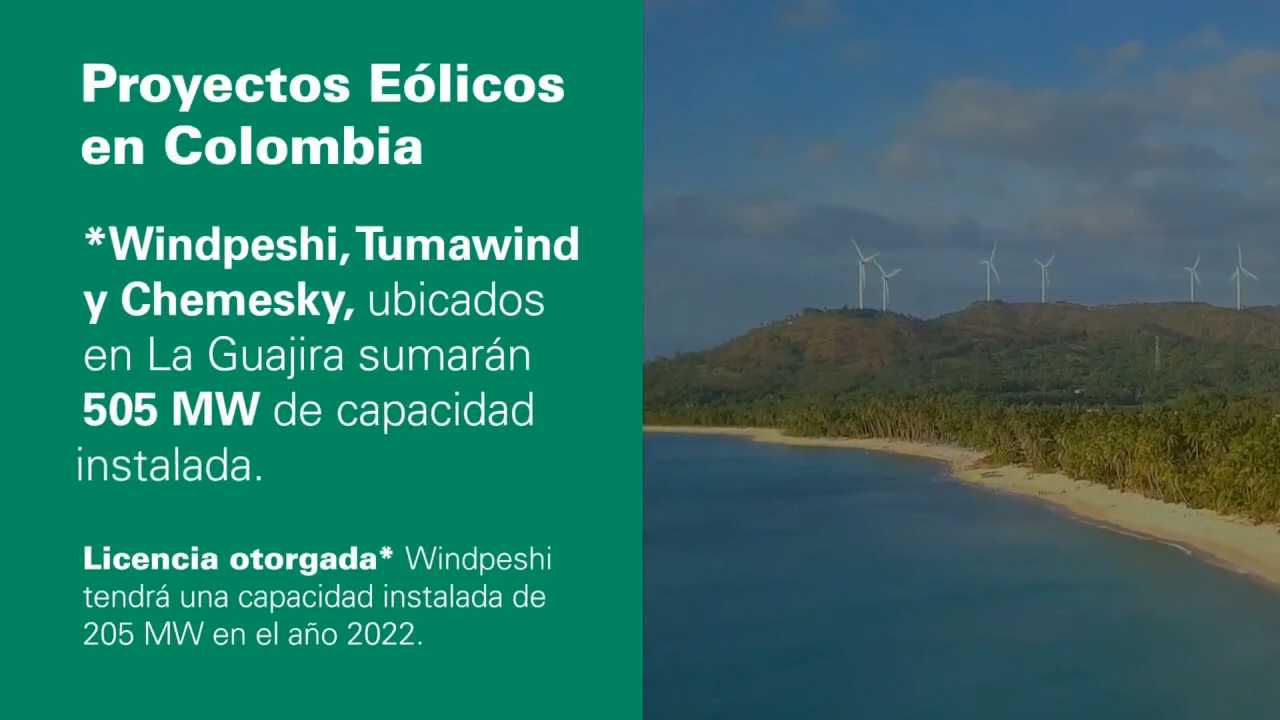 Proyectos Eólicos
en Colombia
*Windpeshi, Tumawind
y Chemesky, ubicados
en La Guajira sumarán
505 MW de capacidad
instalada.
Licencia otorgada* Windpeshi
tendrá una capacidad instalada de
205 MW en el año 2022.